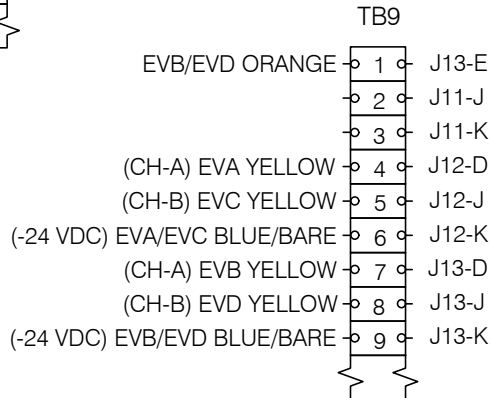 TB9
EVB/EVD ORANGE 1 J13-E
2 J11-J
3 J11-K
(CH-A) EVA YELLOW 4 J12-D
(CH-B) EVC YELLOW 5 J12-J
(-24 VDC) EVA/EVC BLUE/BARE 6 J12-K
(CH-A) EVB YELLOW 7 J13-D
(CH-B) EVD YELLOW 8 J13-J
(-24 VDC) EVB/EVD BLUE/BARE 9 J13-K